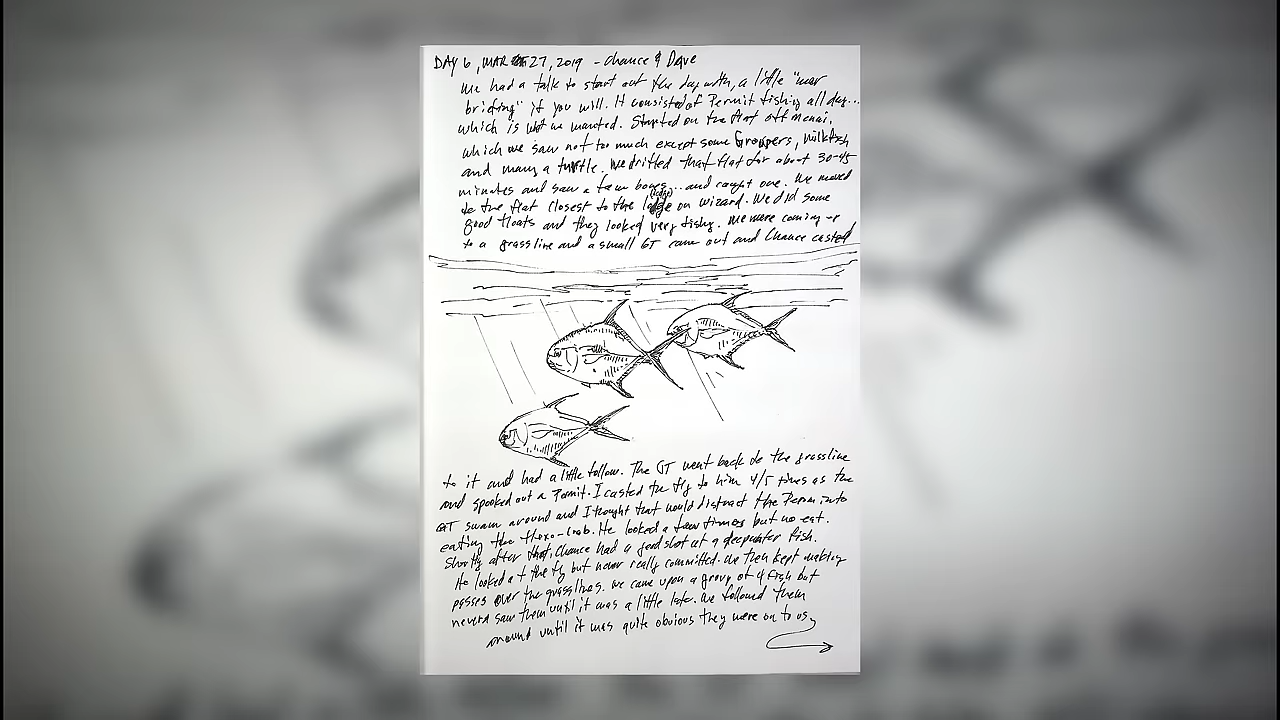 DAY 6, MAR 27, 2019 - Chance & Dave
We had a talk to start out the day with, a little "war
briefing" if you will. It consisted of Permit fishing all day...
which is what we wanted. Started on the flat off Menai,
which we saw not too much except some Groupers, Milkfish
and many a turtle. We drifted that flat for about 30-45
minutes and saw a few bones... and caught one. We moved
to the flat closest to the (lodge) on wizard. We did some
good floats and they looked very fishy. We were coming up
to a grassline and a small GT came out and Chance casted
to it and had a little follow. The GT went back to the grassline
and spooked out a Permit. I casted the fly to him 4/5 times as the
GT swam around and I thought that would distract the Perm into
eating the flexo-crab. He looked a few times but no eat.
Shortly after that, Chance had a good shot at a deepwater fish.
He looked at the fly but never really committed. We then kept making
passes over the grasslines. We came upon a group of 4 fish but
never saw them until it was a little late. We followed them
around until it was quite obvious they were on to us,